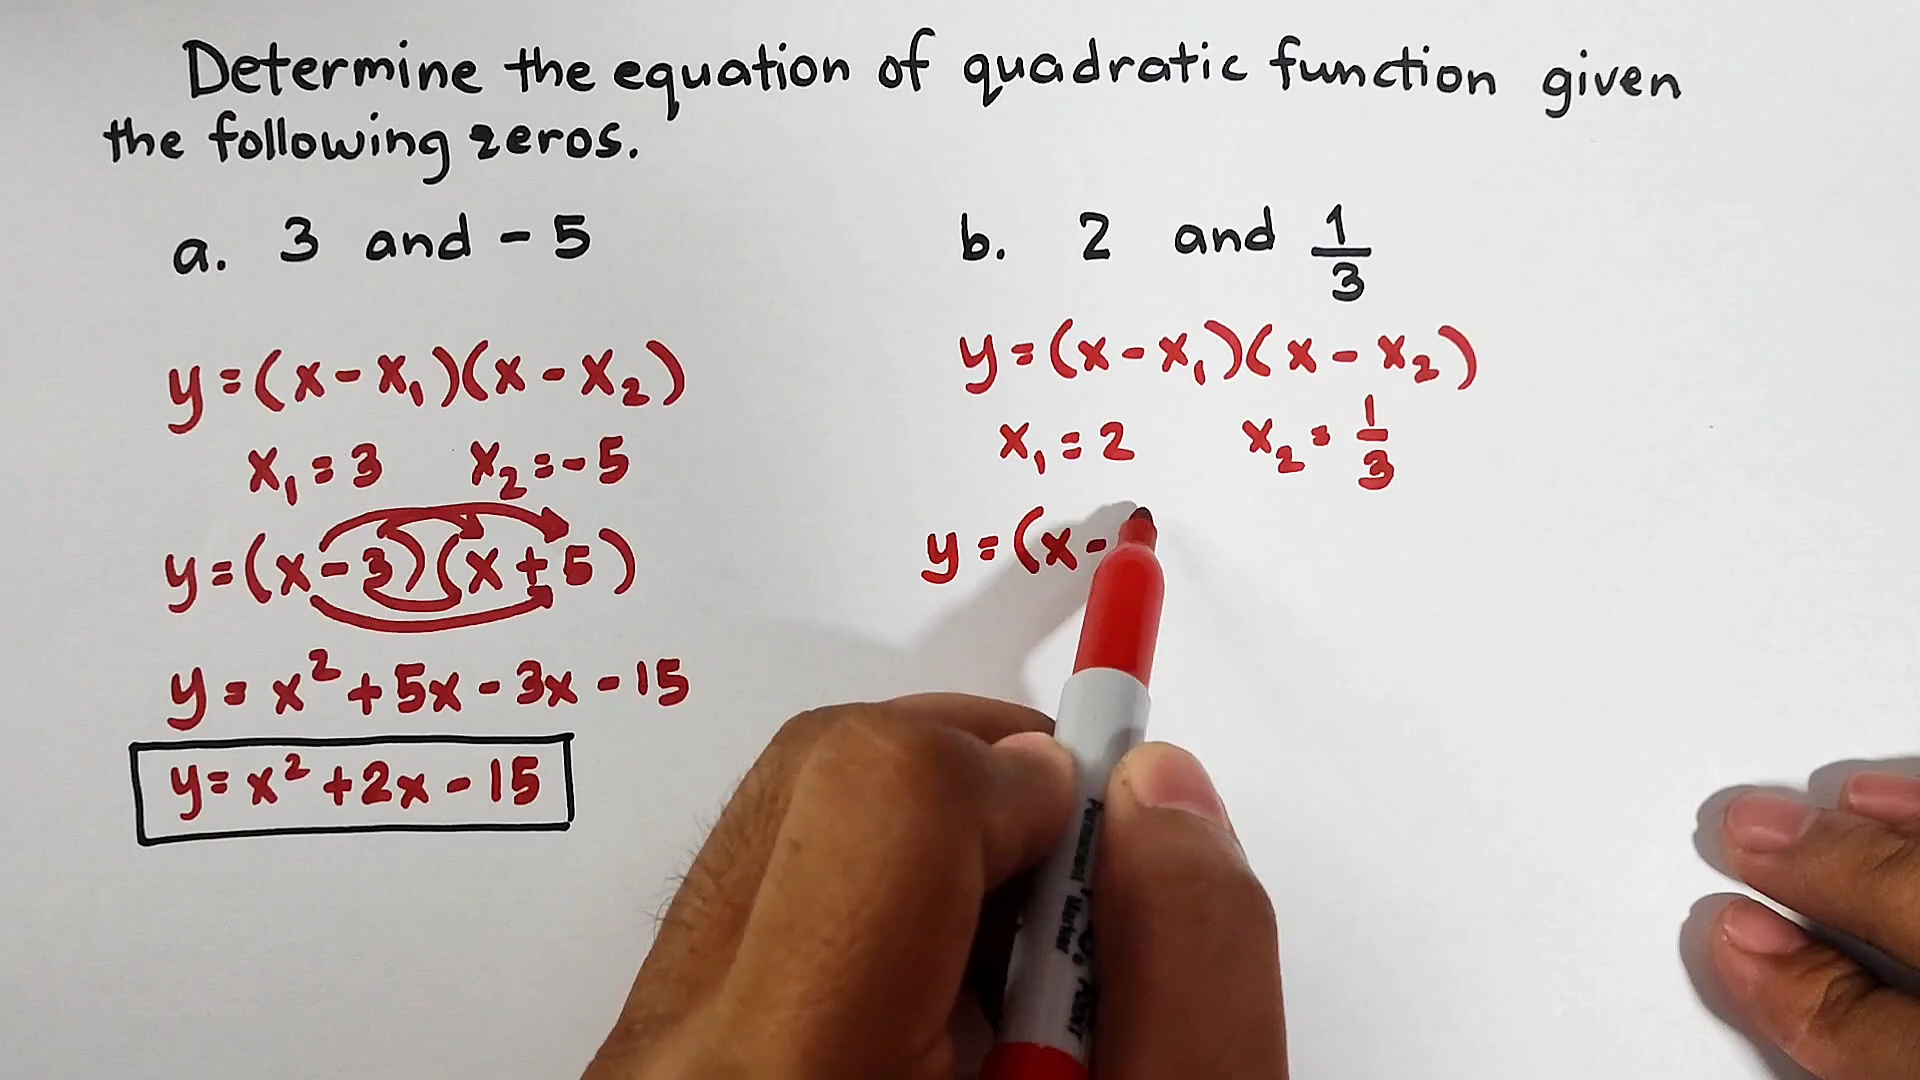 Determine the equation of quadratic function given
the following zeros.
a. 3 and -5
y=(x-x₁)(x-x₂)
x₁=3 x₂=-5
y=(x-3)(x+5)
y=x²+5x-3x-15
y=x²+2x-15
b. 2 and 1/3
y=(x-x₁)(x-x₂)
x₁=2 x₂=1/3
y=(x-
Permanent Marker